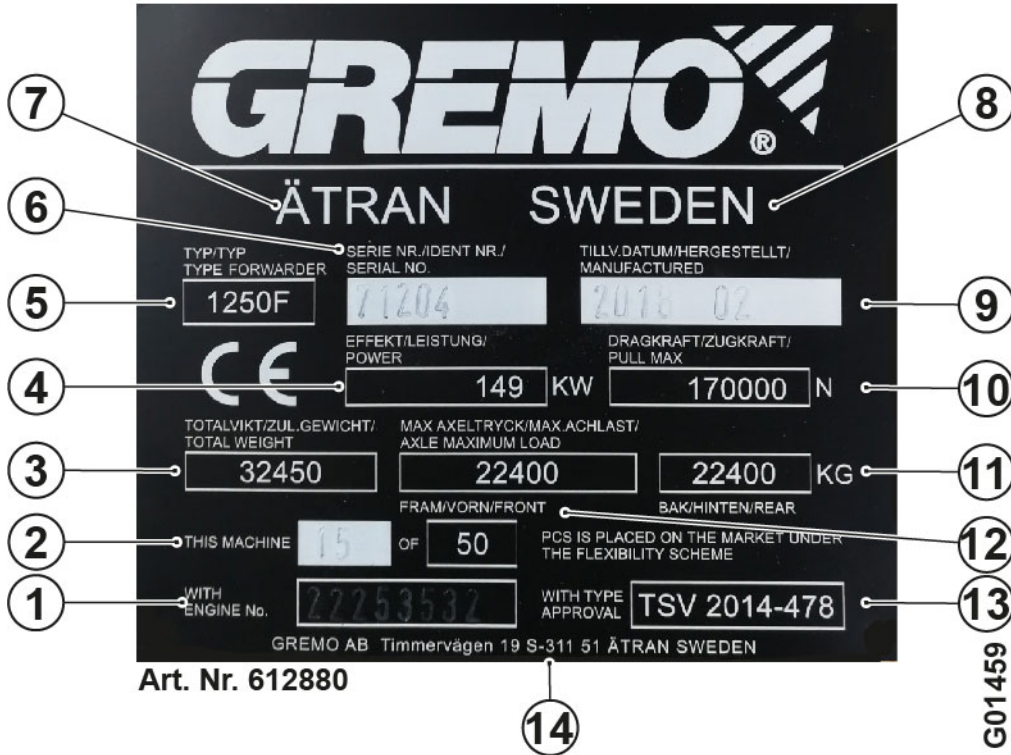 GREMO®
7
8
ÄTRAN SWEDEN
6
TYP/TYP
TYPE FORWARDER
1250F
5
SERIE NR./IDENT NR./
SERIAL NO.
71204
TILLV.DATUM/HERGESTELLT/
MANUFACTURED
2018 02
9
CE
EFFEKT/LEISTUNG/
POWER
149 KW
4
DRAGKRAFT/ZUGKRAFT/
PULL MAX
170000 N
10
TOTALVIKT/ZUL.GEWICHT/
TOTAL WEIGHT
32450
3
MAX AXELTRYCK/MAX.ACHLAST/
AXLE MAXIMUM LOAD
22400
22400 KG
11
FRAM/VORN/FRONT
BAK/HINTEN/REAR
2
THIS MACHINE 15 OF 50
PCS IS PLACED ON THE MARKET UNDER
THE FLEXIBILITY SCHEME
12
1
WITH
ENGINE No.
22253532
WITH TYPE
APPROVAL
TSV 2014-478
13
GREMO AB Timmervägen 19 S-311 51 ÄTRAN SWEDEN
Art. Nr. 612880
14
G01459